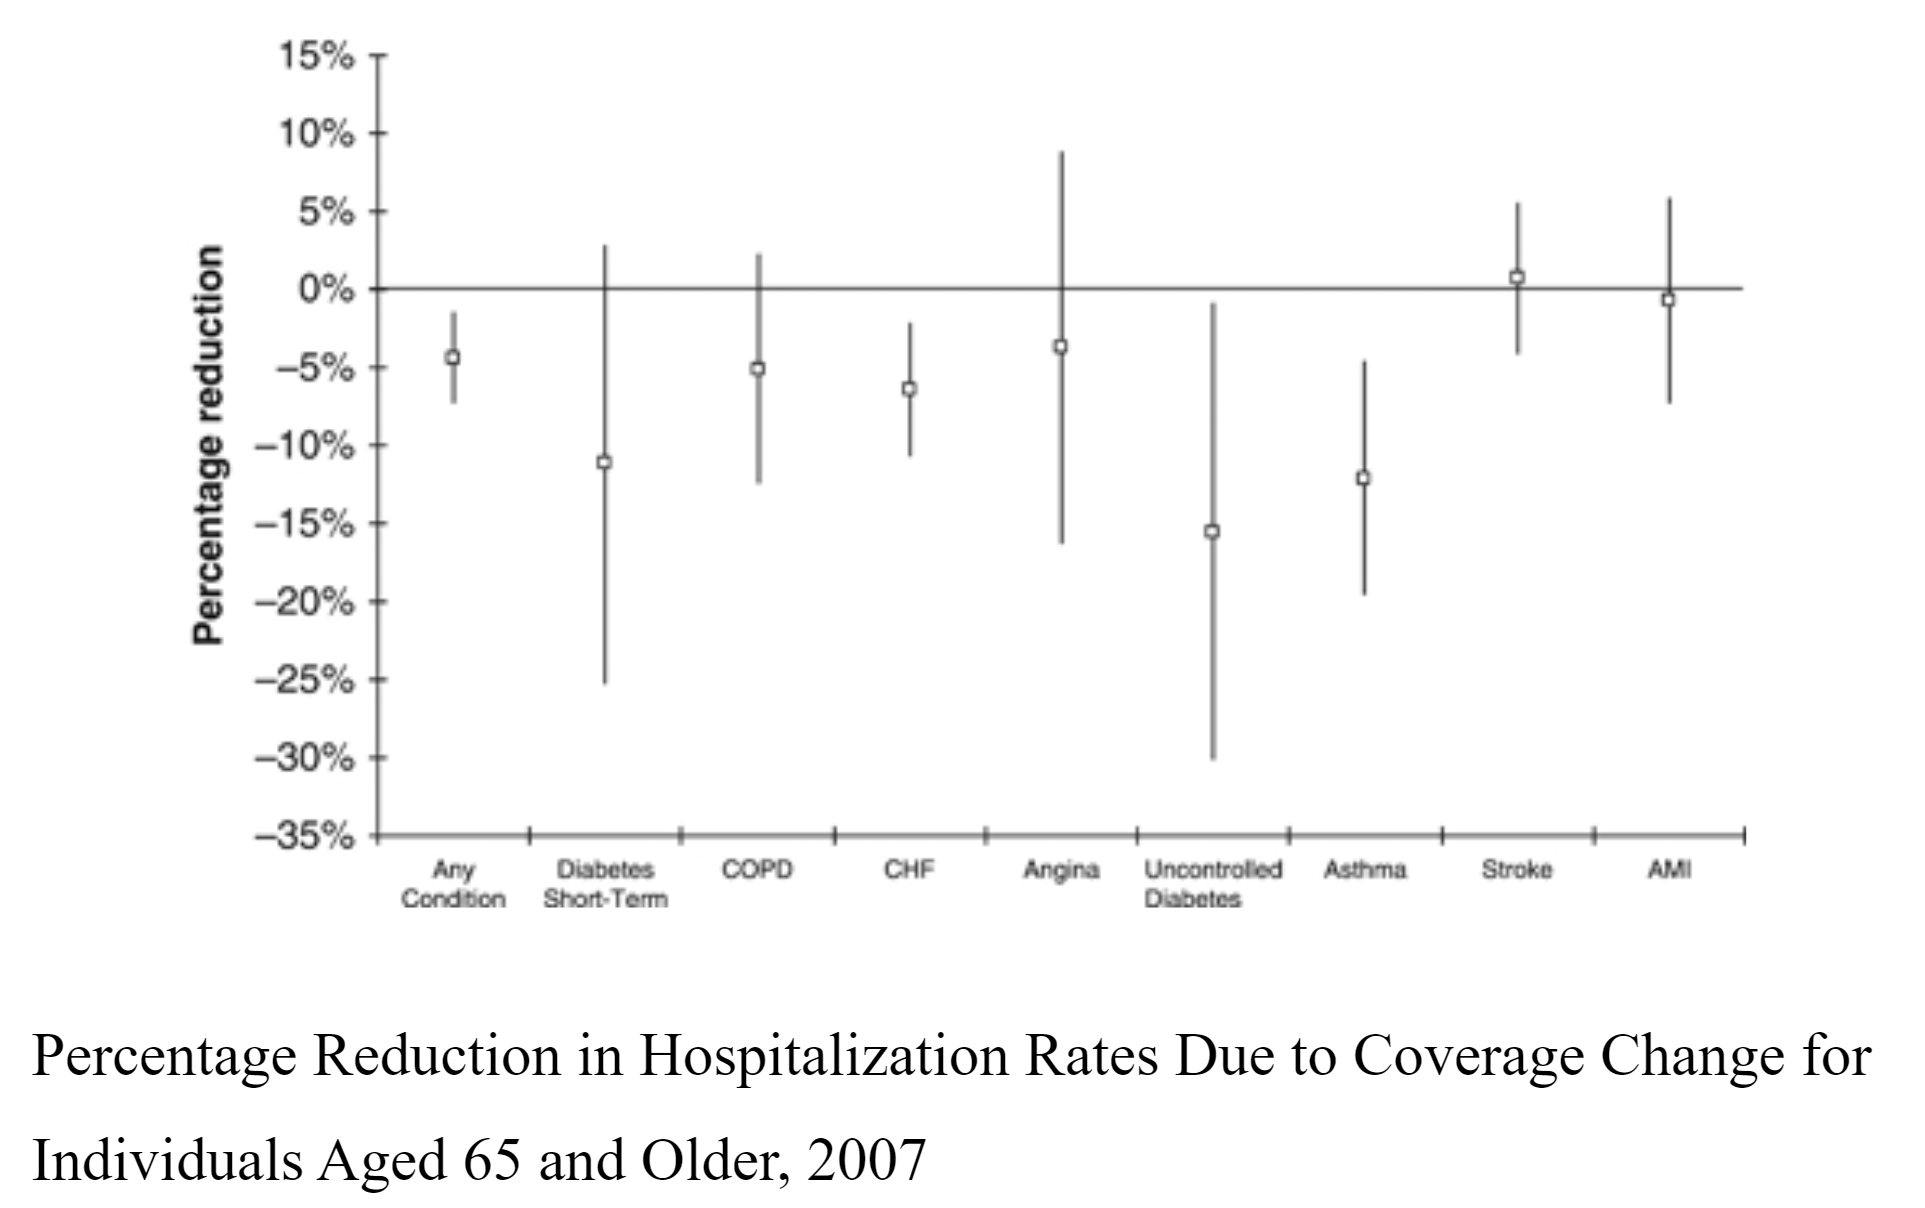 15%
10%
5%
0%
–5%
–10%
–15%
–20%
–25%
–30%
–35%
Percentage reduction
Any Condition
Diabetes Short-Term
COPD
CHF
Angina
Uncontrolled Diabetes
Asthma
Stroke
AMI
Percentage Reduction in Hospitalization Rates Due to Coverage Change for
Individuals Aged 65 and Older, 2007